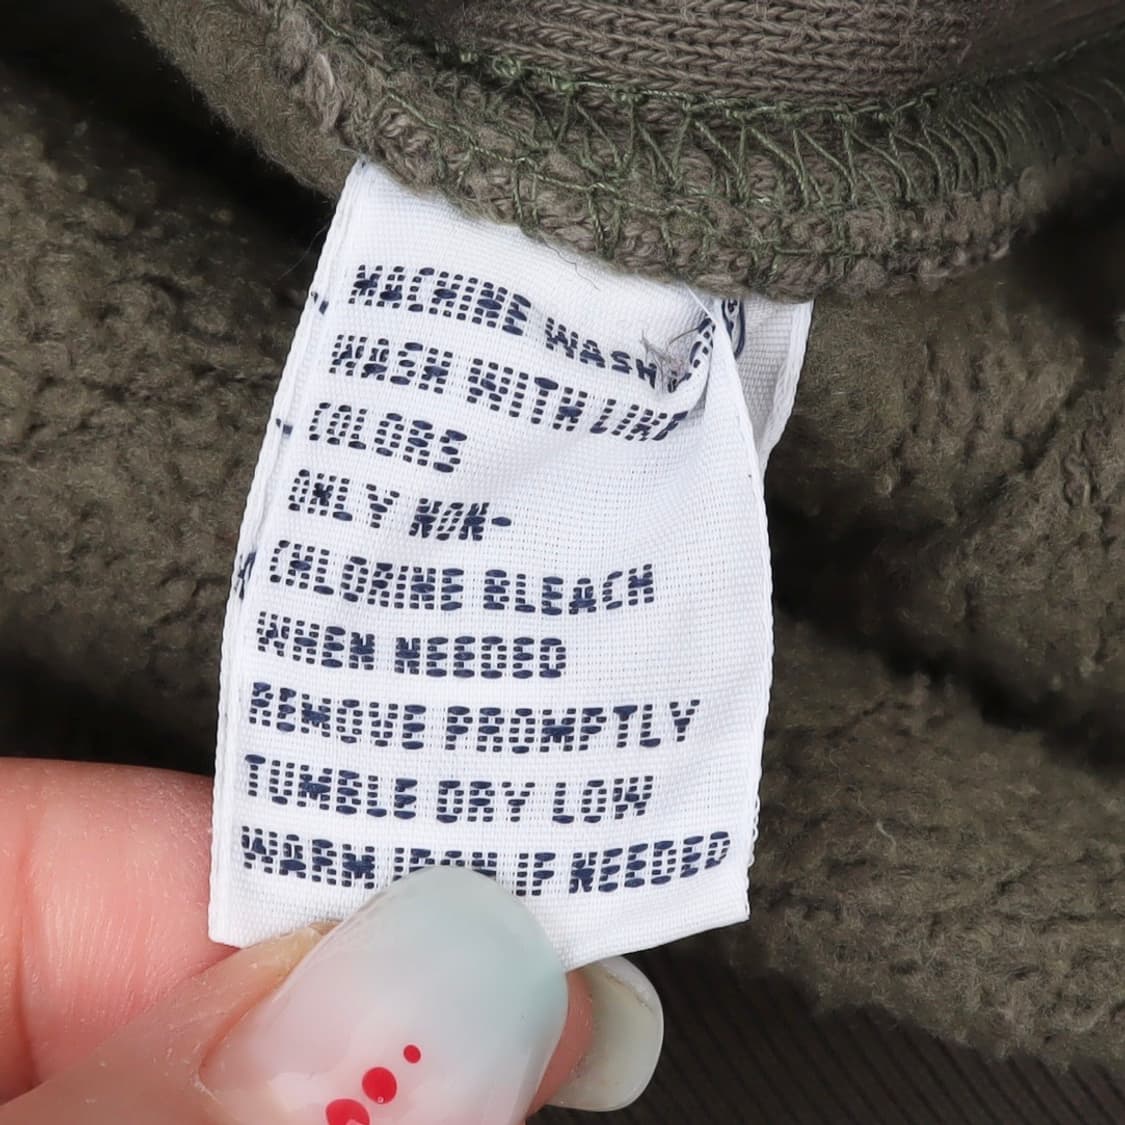 MACHINE WASH
WASH WITH LIKE
COLORS
ONLY NON-
CHLORINE BLEACH
WHEN NEEDED
REMOVE PROMPTLY
TUMBLE DRY LOW
WARM IRON IF NEEDED